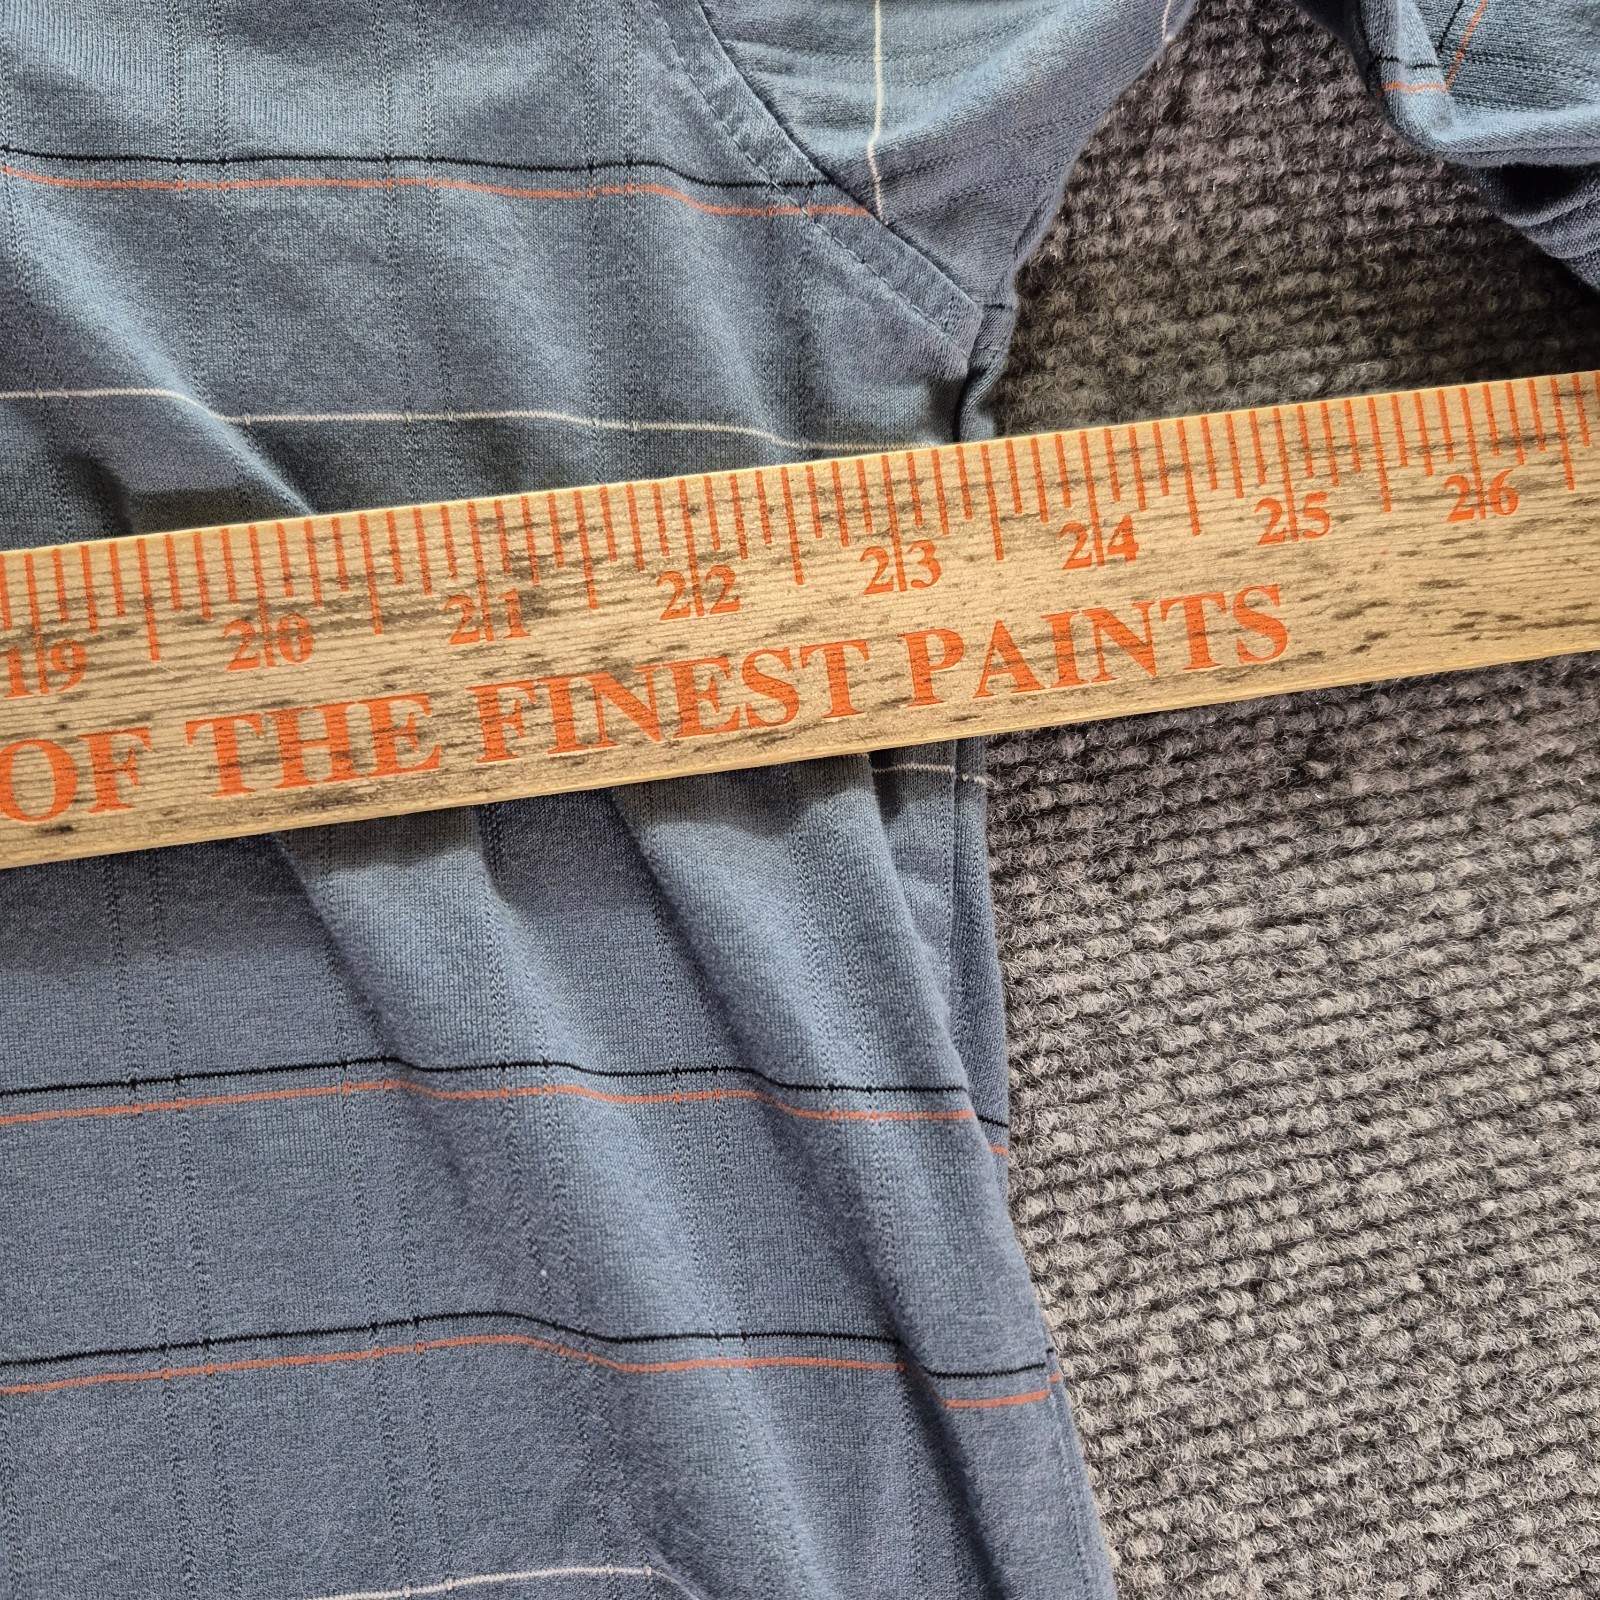 19 20 21 22 23 24 25 26
OF THE FINEST PAINTS